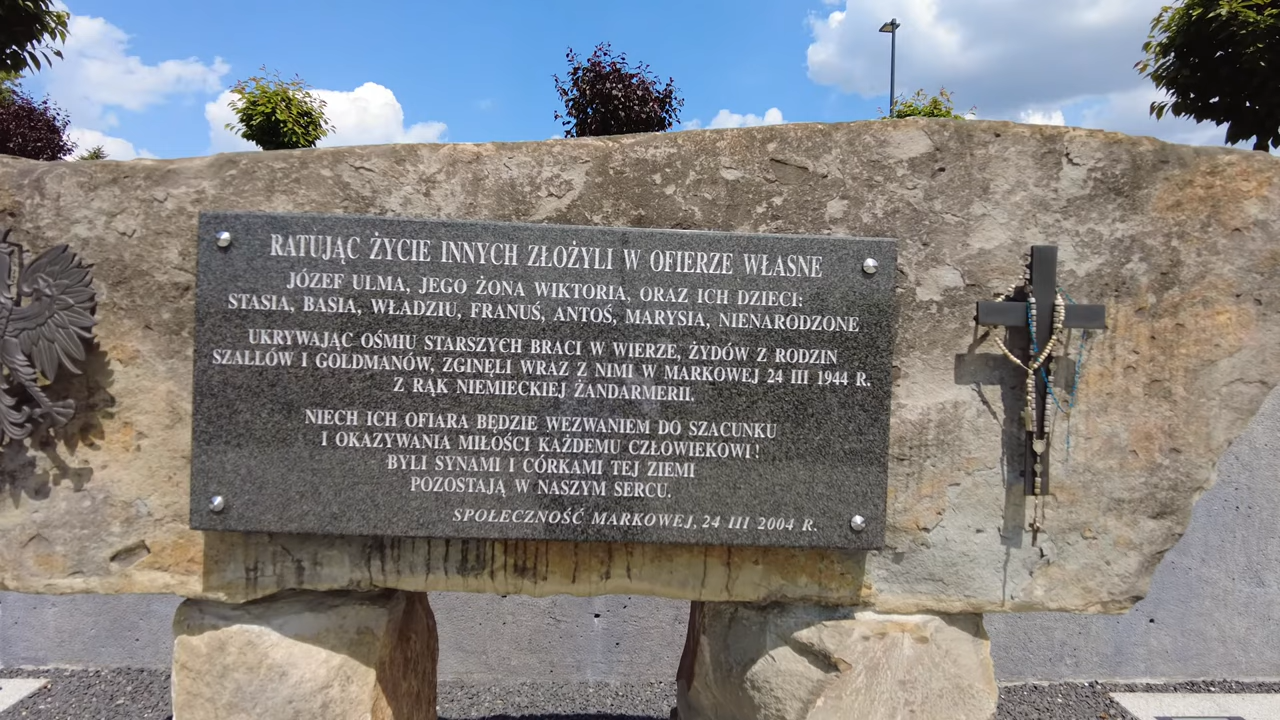 RATUJĄC ŻYCIE INNYCH ZŁOŻYLI W OFIERZE WŁASNE
JÓZEF ULMA, JEGO ŻONA WIKTORIA, ORAZ ICH DZIECI:
STASIA, BASIA, WŁADZIU, FRANUŚ, ANTOŚ, MARYSIA, NIENARODZONE
UKRYWAJĄC OŚMIU STARSZYCH BRACI W WIERZE, ŻYDÓW Z RODZIN
SZALLÓW I GOLDMANÓW, ZGINĘLI WRAZ Z NIMI W MARKOWEJ 24 III 1944 R.
Z RĄK NIEMIECKIEJ ŻANDARMERII.
NIECH ICH OFIARA BĘDZIE WEZWANIEM DO SZACUNKU
I OKAZYWANIA MIŁOŚCI KAŻDEMU CZŁOWIEKOWI!
BYLI SYNAMI I CÓRKAMI TEJ ZIEMI
POZOSTAJĄ W NASZYM SERCU.
SPOŁECZNOŚĆ MARKOWEJ, 24 III 2004 R.